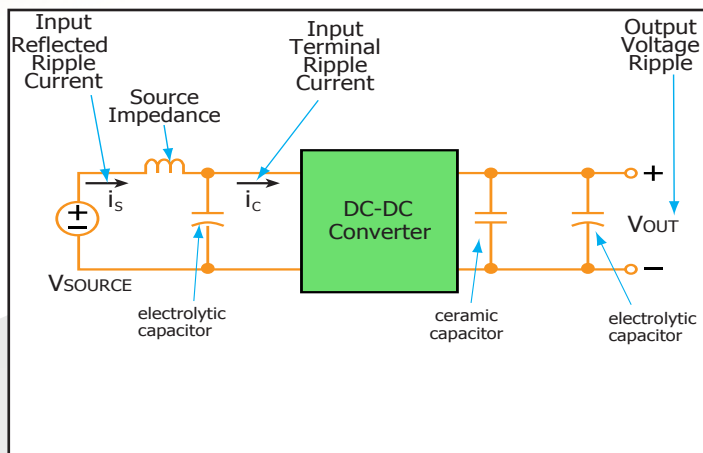 Input
Reflected
Ripple
Current
Source
Impedance
Input
Terminal
Ripple
Current
Output
Voltage
Ripple
+
−
iS
iC
DC-DC
Converter
+
VOUT
−
VSOURCE
electrolytic
capacitor
ceramic
capacitor
electrolytic
capacitor